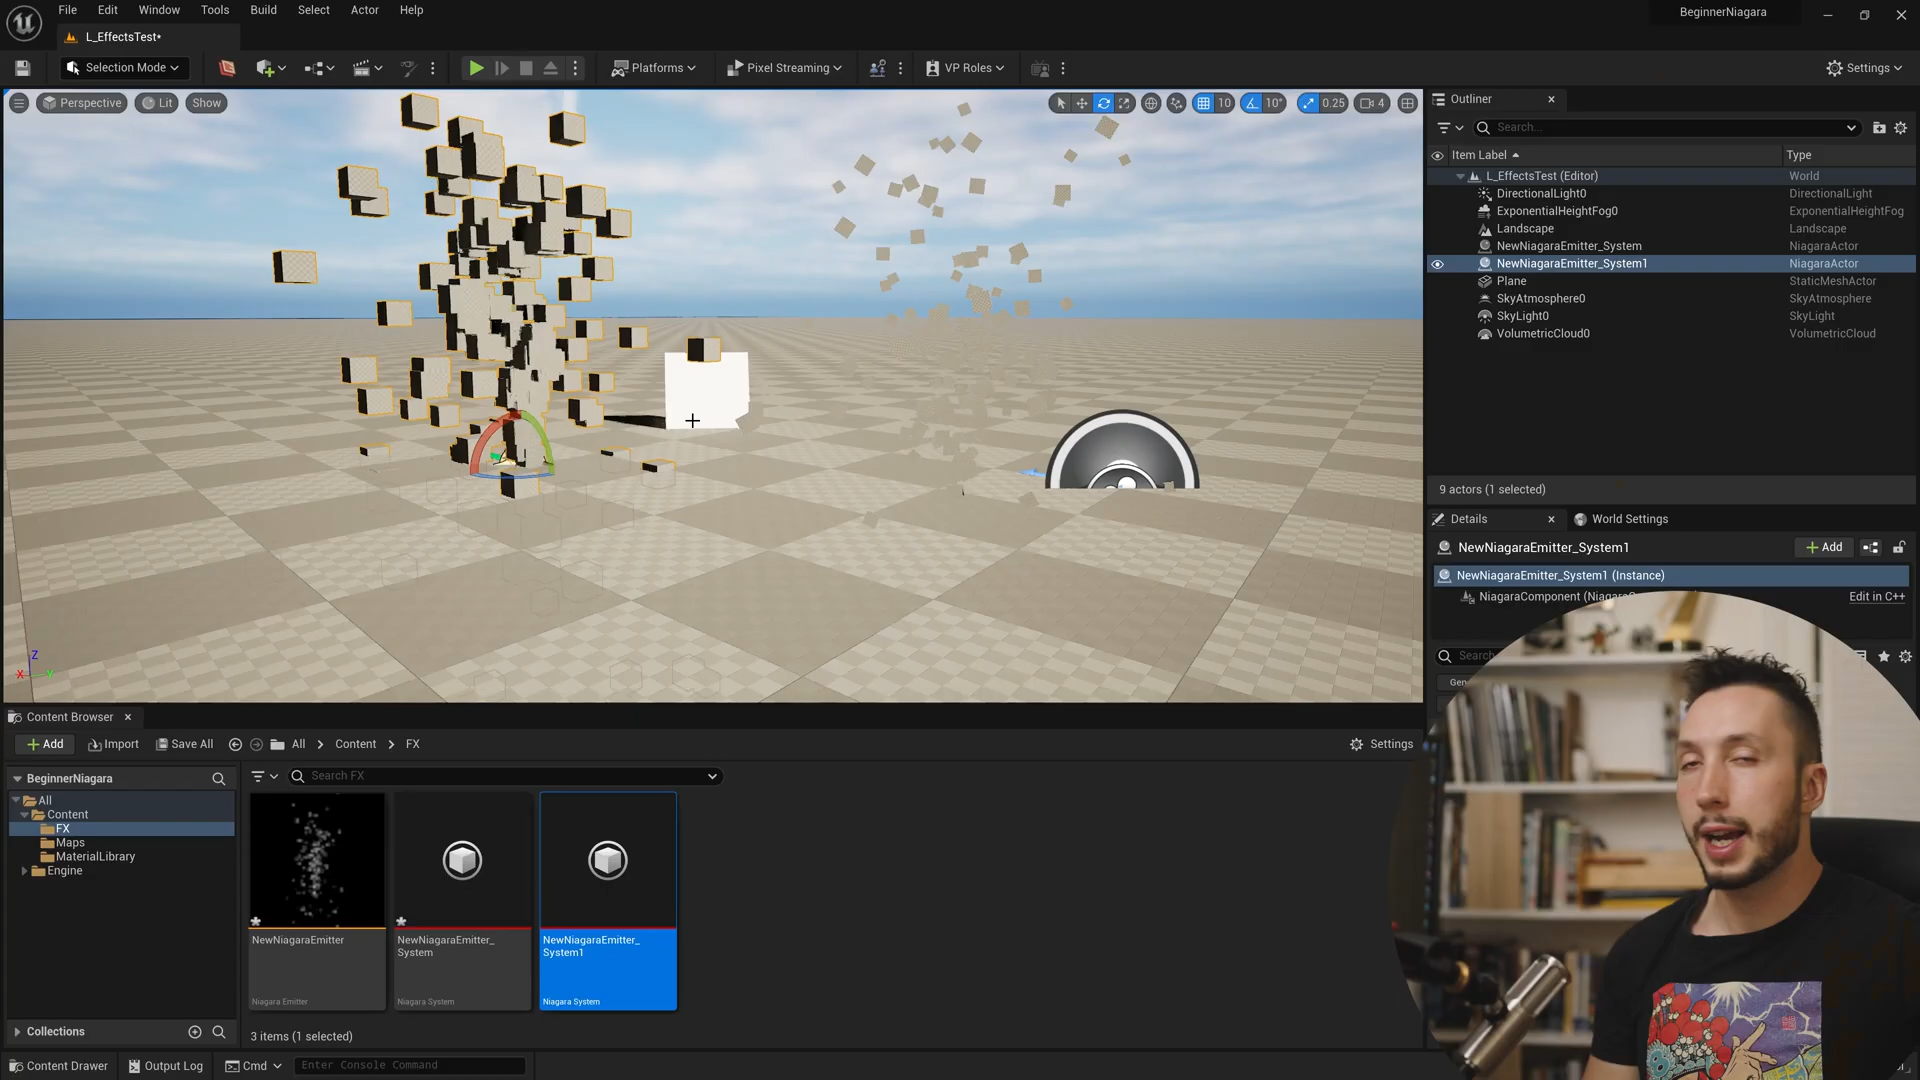 File Edit Window Tools Build Select Actor Help
BeginnerNiagara
L_EffectsTest*
Selection Mode
Platforms
Pixel Streaming
VP Roles
Settings
Perspective
Lit
Show
10
10°
0.25
4
Outliner
Search...
Item Label
Type
L_EffectsTest (Editor) World
DirectionalLight0 DirectionalLight
ExponentialHeightFog0 ExponentialHeightFog
Landscape Landscape
NewNiagaraEmitter_System NiagaraActor
NewNiagaraEmitter_System1 NiagaraActor
Plane StaticMeshActor
SkyAtmosphere0 SkyAtmosphere
SkyLight0 SkyLight
VolumetricCloud0 VolumetricCloud
9 actors (1 selected)
Details
World Settings
NewNiagaraEmitter_System1
Add
NewNiagaraEmitter_System1 (Instance)
NiagaraComponent
Edit in C++
Z
X
Y
Content Browser
Add
Import
Save All
All
Content
FX
Settings
BeginnerNiagara
Search FX
All
Content
FX
Maps
MaterialLibrary
Engine
NewNiagaraEmitter
Niagara Emitter
NewNiagaraEmitter_
System
Niagara System
NewNiagaraEmitter_
System1
Niagara System
Collections
3 items (1 selected)
Content Drawer
Output Log
Cmd
Enter Console Command